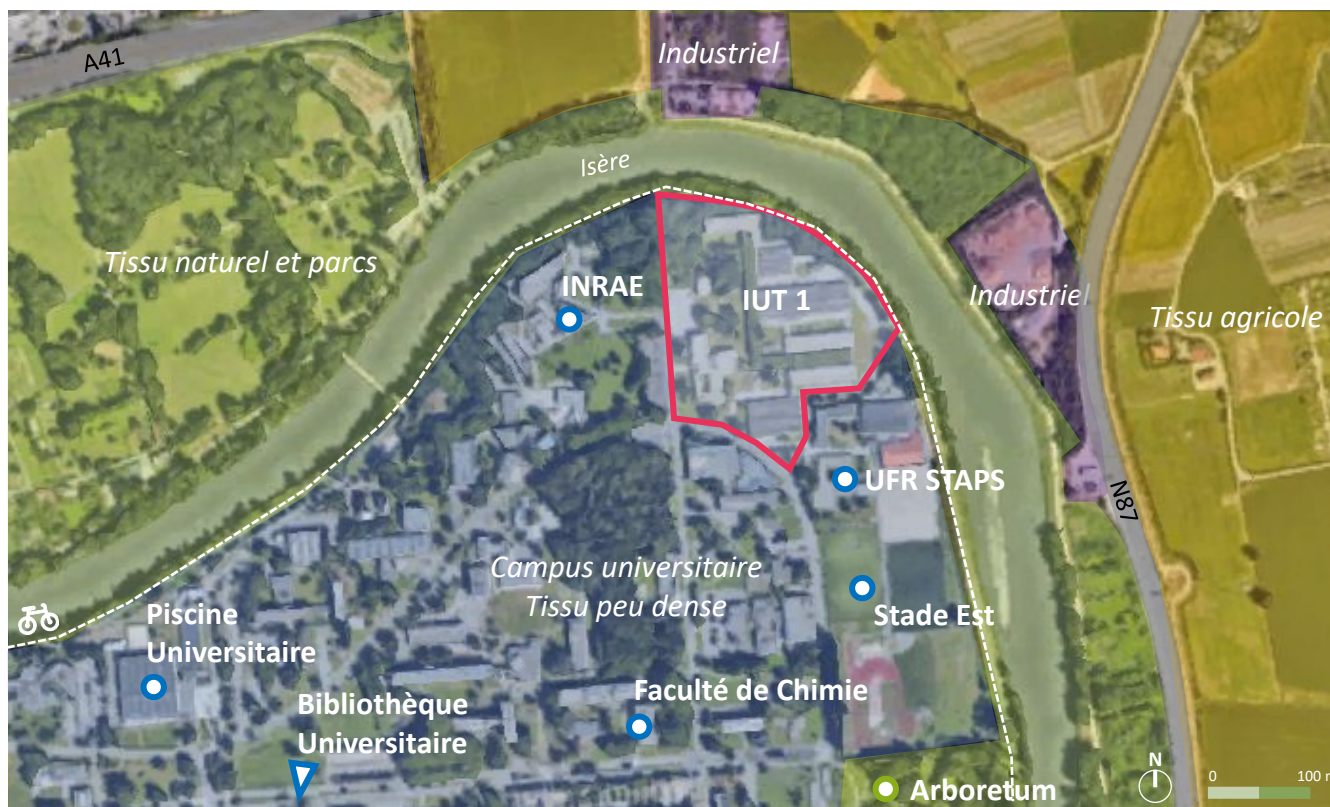 A41
Industriel
Isère
Tissu naturel et parcs
INRAE
IUT 1
Industriel
Tissu agricole
UFR STAPS
N87
Campus universitaire
Tissu peu dense
Stade Est
Piscine
Universitaire
Faculté de Chimie
Bibliothèque
Universitaire
N
0 100 m
Arboretum